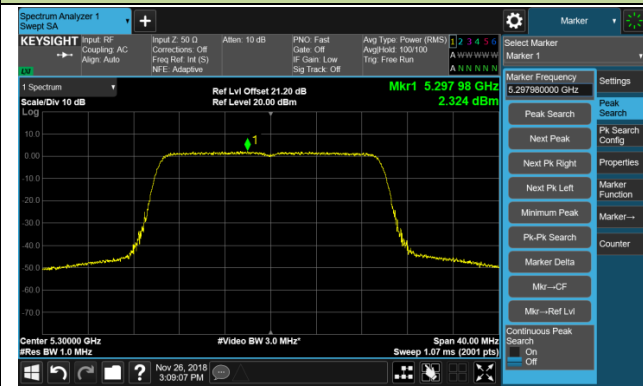 Spectrum Analyzer 1
Swept SA
+
Marker
KEYSIGHT
Input: RF
Coupling: AC
Align: Auto
Input Z: 50 Ω
Corrections: Off
Freq Ref: Int (S)
NFE: Adaptive
Atten: 10 dB
PNO: Fast
Gate: Off
IF Gain: Low
Sig Track: Off
Avg Type: Power (RMS)
Avg|Hold: 100/100
Trig: Free Run
1 2 3 4 5 6
A W W W W W
A N N N N N
LNI
Select Marker
Marker 1
1 Spectrum
Scale/Div 10 dB
Log
Ref Lvl Offset 21.20 dB
Ref Level 20.00 dBm
Mkr1 5.297 98 GHz
2.324 dBm
1
10.0
0.00
-10.0
-20.0
-30.0
-40.0
-50.0
-60.0
-70.0
Center 5.30000 GHz
#Res BW 1.0 MHz
#Video BW 3.0 MHz*
Span 40.00 MHz
Sweep 1.07 ms (2001 pts)
Marker Frequency
5.297980000 GHz
Peak Search
Next Peak
Next Pk Right
Next Pk Left
Minimum Peak
Pk-Pk Search
Marker Delta
Mkr→CF
Mkr→Ref Lvl
Continuous Peak
Search
On
Off
Settings
Peak
Search
Pk Search
Config
Properties
Marker
Function
Marker→
Counter
?
Nov 26, 2018
3:09:07 PM